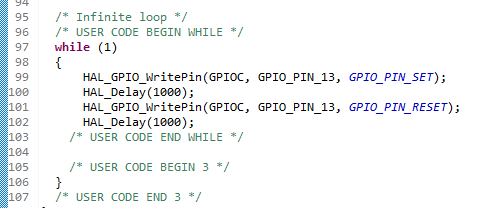 94
95 /* Infinite loop */
96 /* USER CODE BEGIN WHILE */
97 while (1)
98 {
99 HAL_GPIO_WritePin(GPIOC, GPIO_PIN_13, GPIO_PIN_SET);
100 HAL_Delay(1000);
101 HAL_GPIO_WritePin(GPIOC, GPIO_PIN_13, GPIO_PIN_RESET);
102 HAL_Delay(1000);
103 /* USER CODE END WHILE */
104
105 /* USER CODE BEGIN 3 */
106 }
107 /* USER CODE END 3 */